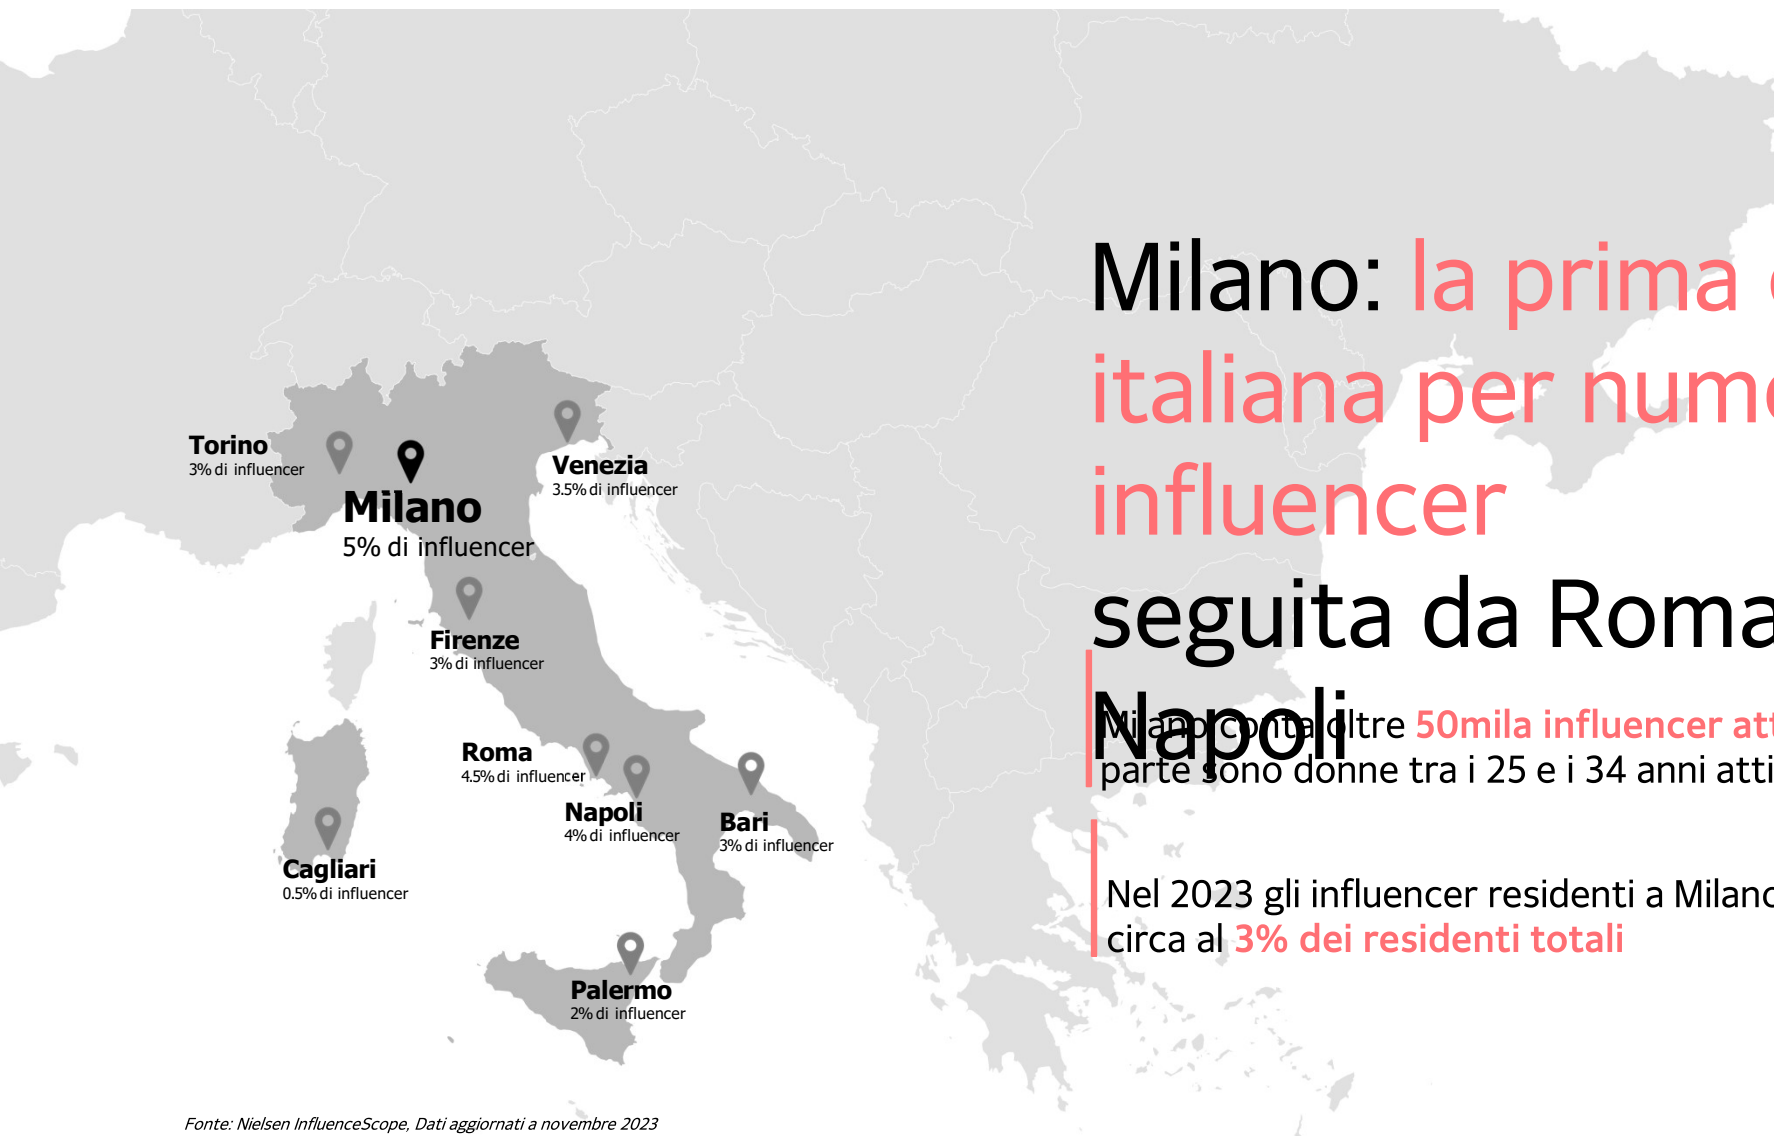 Milano: la prima
italiana per
influencer
seguita da Roma
Napoli
Milano conta oltre 50mila influencer
parte sono donne tra i 25 e i 34 anni
Nel 2023 gli influencer residenti a Milano
circa al 3% dei residenti totali
Torino
3% di influencer
Milano
5% di influencer
Venezia
3.5% di influencer
Firenze
3% di influencer
Roma
4.5% di influencer
Napoli
4% di influencer
Bari
3% di influencer
Cagliari
0.5% di influencer
Palermo
2% di influencer
Fonte: Nielsen InfluenceScope, Dati aggiornati a novembre 2023